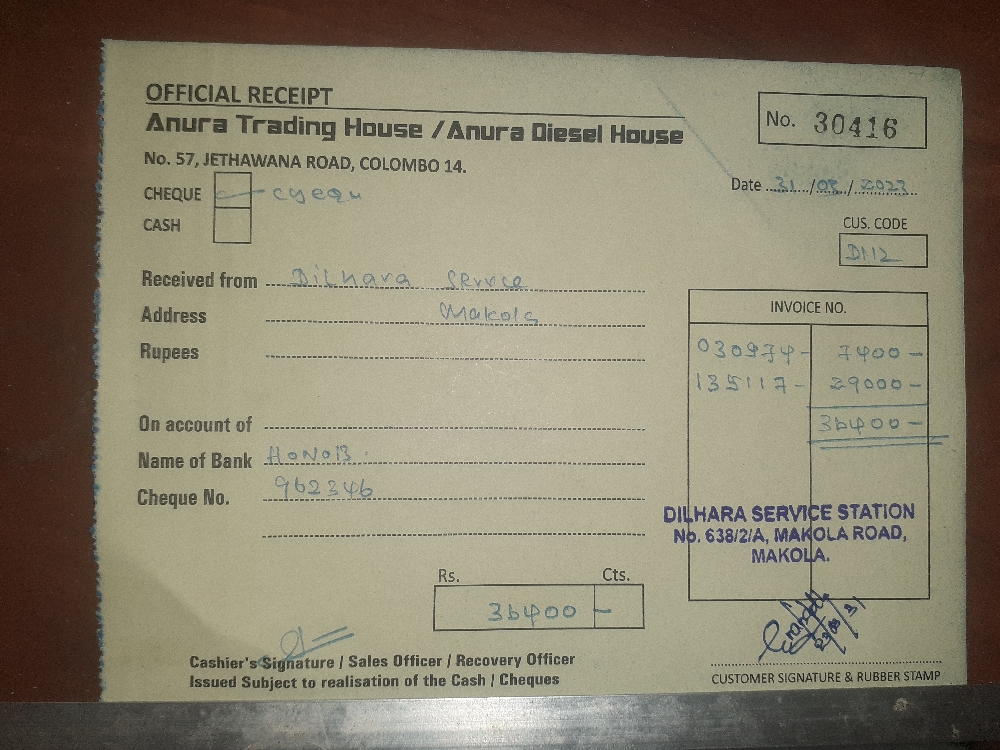 OFFICIAL RECEIPT
Anura Trading House / Anura Diesel House
No. 30416
No. 57, JETHAWANA ROAD, COLOMBO 14.
Date 31 / 08 / 2023
CHEQUE
CASH
CUS. CODE
D112
Received from Dilhara Service
Address Makola
Rupees
INVOICE NO.
030974- 7400-
135117- 29000-
36400-
On account of
Name of Bank
Cheque No. 962346
DILHARA SERVICE STATION
No. 638/2/A, MAKOLA ROAD,
MAKOLA.
Rs. Cts.
36400 -
23/08/31
Cashier's Signature / Sales Officer / Recovery Officer
Issued Subject to realisation of the Cash / Cheques
CUSTOMER SIGNATURE & RUBBER STAMP